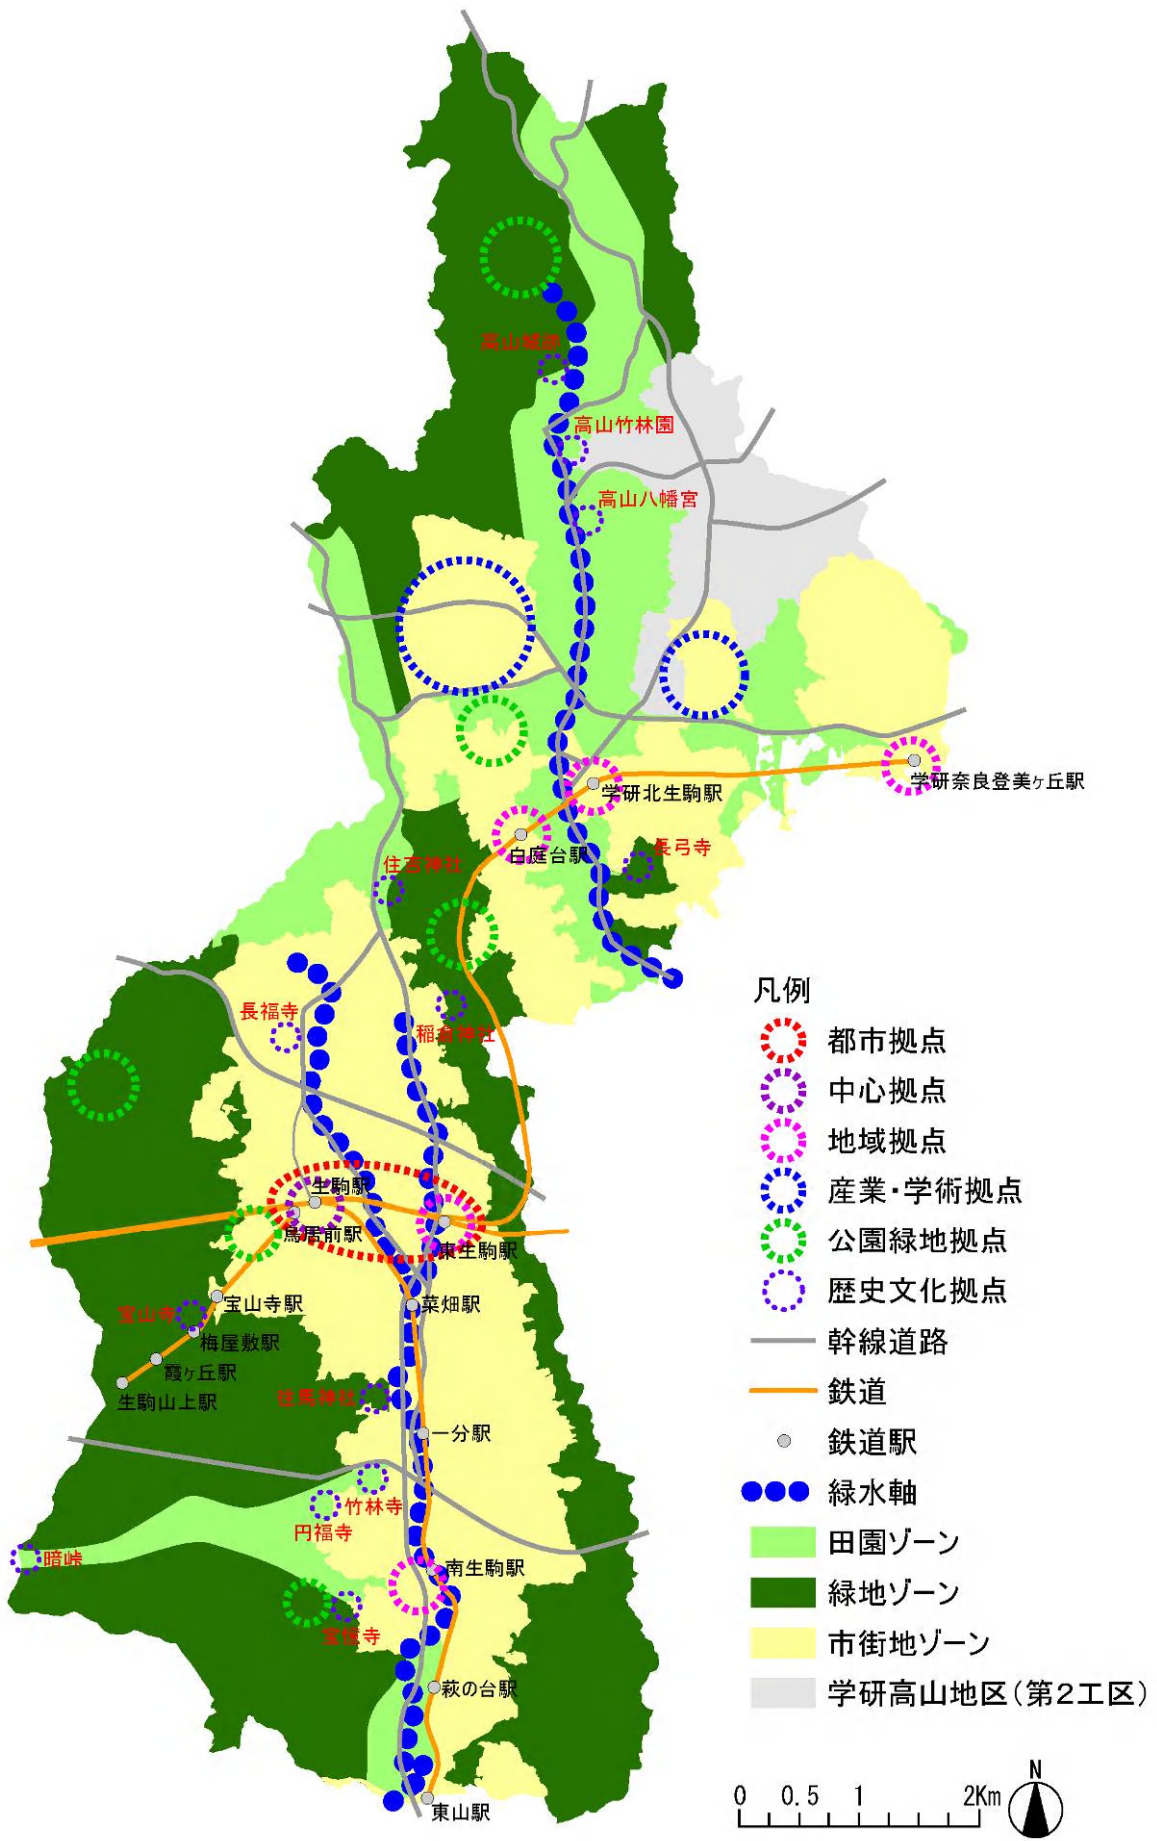 高山城跡
高山竹林園
高山八幡宮
学研奈良登美ヶ丘駅
学研北生駒駅
白庭台駅
長弓寺
住吉神社
長福寺
稲倉神社
生駒駅
鳥居前駅
東生駒駅
宝山寺
宝山寺駅
菜畑駅
梅屋敷駅
霞ヶ丘駅
生駒山上駅
往馬神社
一分駅
竹林寺
円福寺
暗峠
南生駒駅
宝幢寺
萩の台駅
東山駅
凡例
都市拠点
中心拠点
地域拠点
産業・学術拠点
公園緑地拠点
歴史文化拠点
幹線道路
鉄道
鉄道駅
緑水軸
田園ゾーン
緑地ゾーン
市街地ゾーン
学研高山地区(第2工区)
N
0 0.5 1 2Km